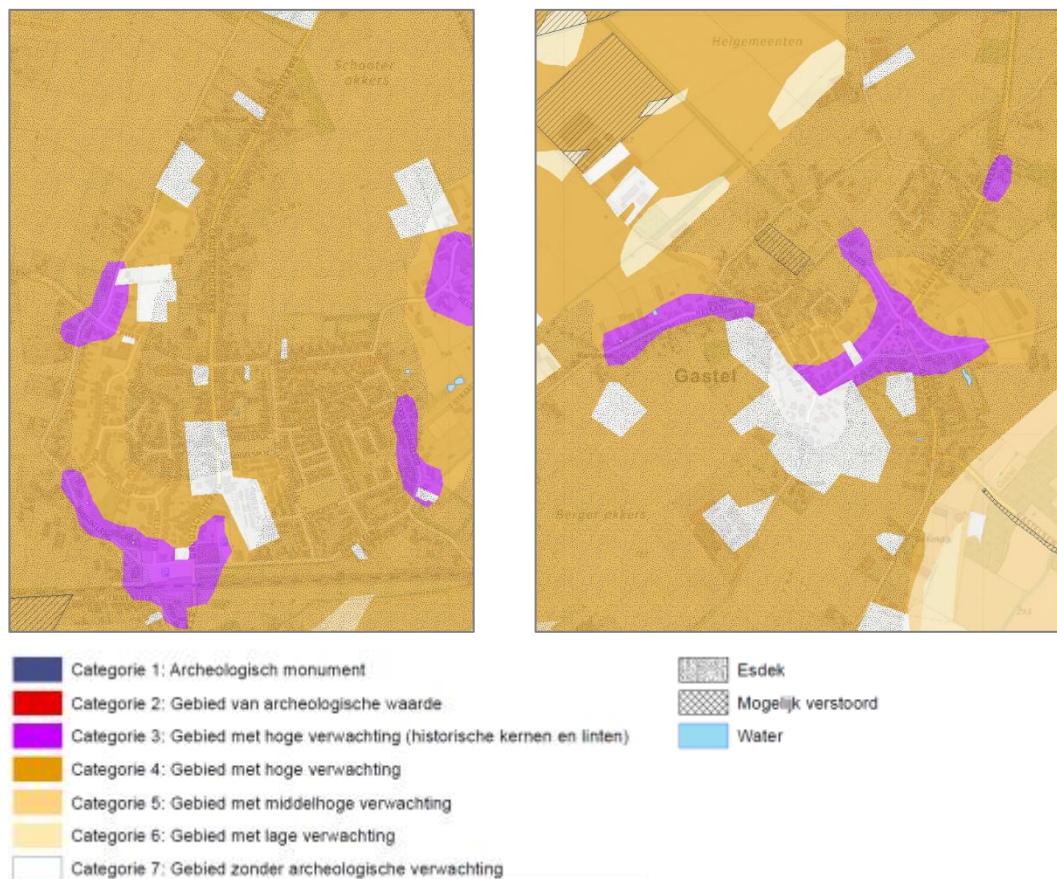 Schooter
akkers
Heigemeenten
Gastel
Berger akkers
Categorie 1: Archeologisch monument
Categorie 2: Gebied van archeologische waarde
Categorie 3: Gebied met hoge verwachting (historische kernen en linten)
Categorie 4: Gebied met hoge verwachting
Categorie 5: Gebied met middelhoge verwachting
Categorie 6: Gebied met lage verwachting
Categorie 7: Gebied zonder archeologische verwachting
Esdek
Mogelijk verstoord
Water